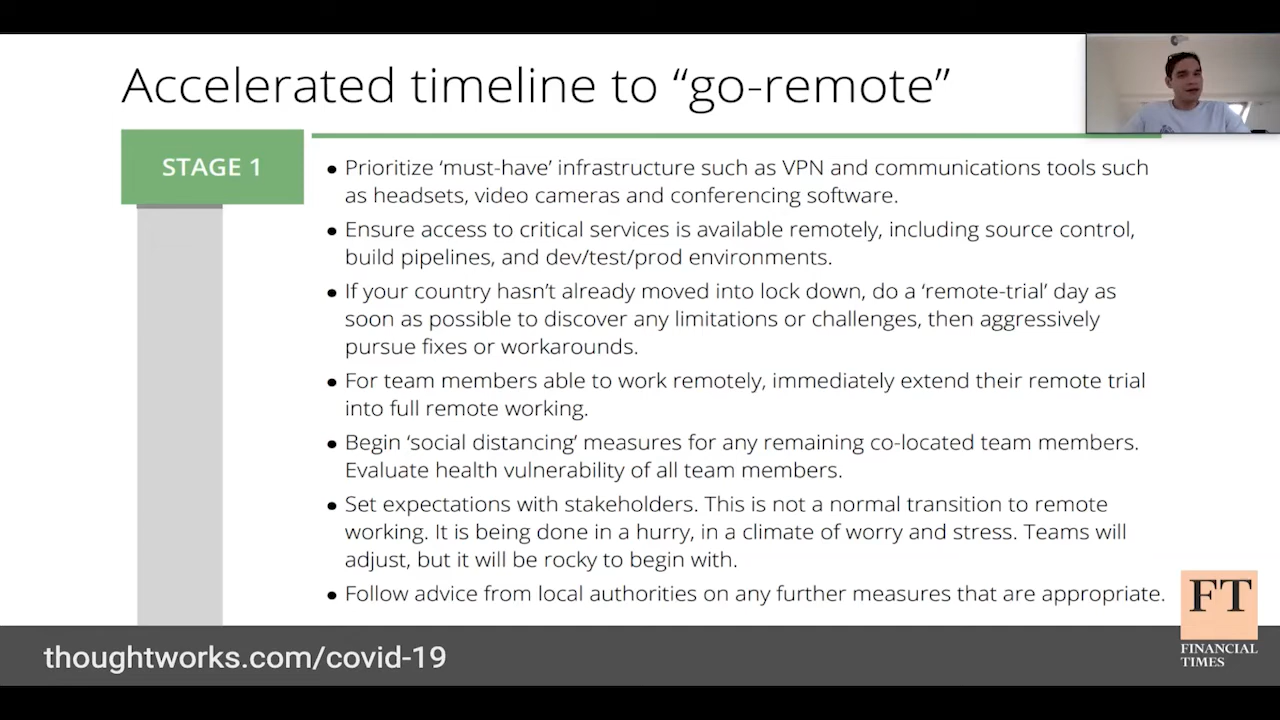 Accelerated timeline to “go-remote”
STAGE 1
● Prioritize ‘must-have’ infrastructure such as VPN and communications tools such
as headsets, video cameras and conferencing software.
● Ensure access to critical services is available remotely, including source control,
build pipelines, and dev/test/prod environments.
● If your country hasn’t already moved into lock down, do a ‘remote-trial’ day as
soon as possible to discover any limitations or challenges, then aggressively
pursue fixes or workarounds.
● For team members able to work remotely, immediately extend their remote trial
into full remote working.
● Begin ‘social distancing’ measures for any remaining co-located team members.
Evaluate health vulnerability of all team members.
● Set expectations with stakeholders. This is not a normal transition to remote
working. It is being done in a hurry, in a climate of worry and stress. Teams will
adjust, but it will be rocky to begin with.
● Follow advice from local authorities on any further measures that are appropriate.
thoughtworks.com/covid-19
FT
FINANCIAL
TIMES